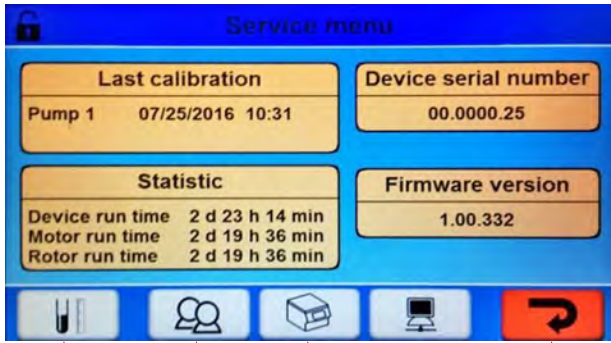 Service menu
Last calibration
Pump 1 07/25/2016 10:31
Device serial number
00.0000.25
Statistic
Device run time 2 d 23 h 14 min
Motor run time 2 d 19 h 36 min
Rotor run time 2 d 19 h 36 min
Firmware version
1.00.332